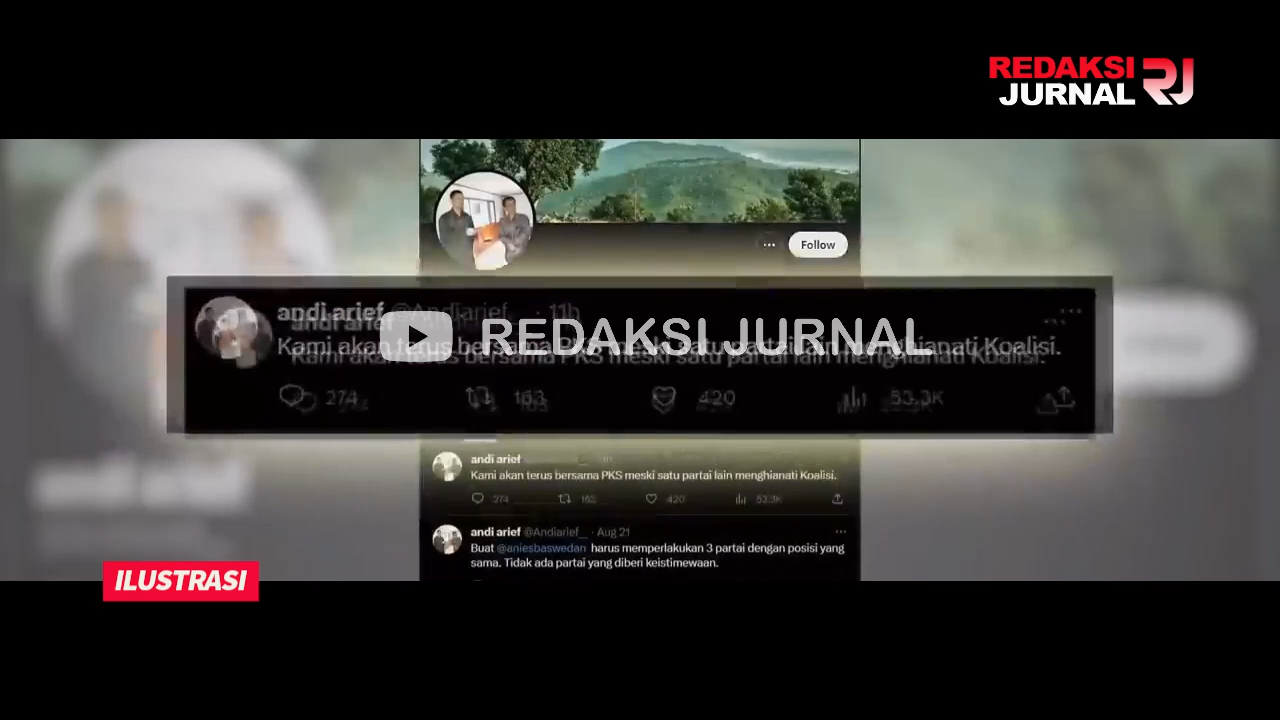 REDAKSI
JURNAL RJ
Follow
andi arief @Andiarief_ · 11h
Kami akan terus bersama PKS meski satu partai lain menghianati Koalisi.
REDAKSI JURNAL
274 163 420 53.3K
andi arief
Kami akan terus bersama PKS meski satu partai lain menghianati Koalisi.
274 163 420 53.3K
andi arief @Andiarief_ · Aug 21
Buat @aniesbaswedan harus memperlakukan 3 partai dengan posisi yang
sama. Tidak ada partai yang diberi keistimewaan.
ILUSTRASI